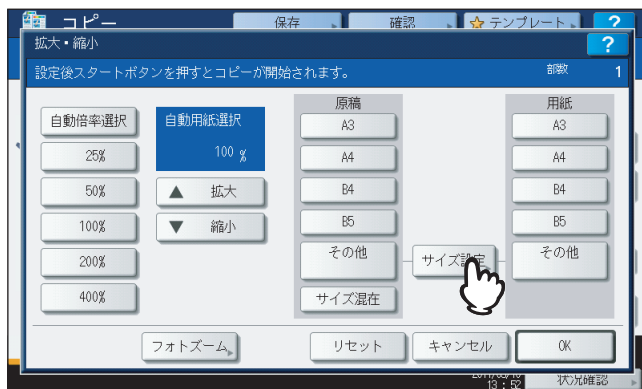 コピー 保存 確認 テンプレート ?
拡大・縮小 ?
設定後スタートボタンを押すとコピーが開始されます。 部数 1
原稿 用紙
自動倍率選択 自動用紙選択 A3 A3
25% 100 % A4 A4
50% ▲ 拡大 B4 B4
100% ▼ 縮小 B5 B5
200% その他 サイズ設定 その他
400% サイズ混在
フォトズーム リセット キャンセル OK
13:52 状況確認